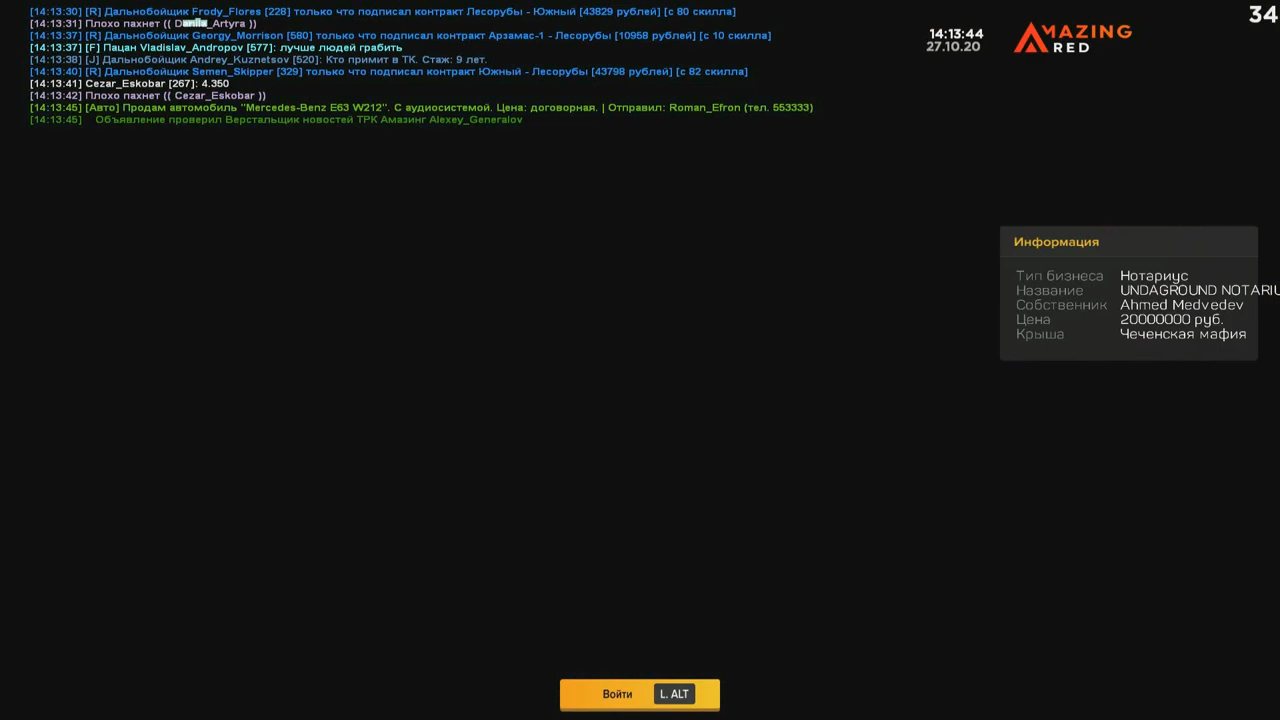 [14:13:30] [R] Дальнобойщик Frody_Flores [228] только что подписал контракт Лесорубы - Южный [43829 рублей] [с 80 скилла]
[14:13:31] Плохо пахнет (( _Artyra ))
[14:13:37] [R] Дальнобойщик Georgy_Morrison [580] только что подписал контракт Арзамас-1 - Лесорубы [10958 рублей] [с 10 скилла]
[14:13:37] [F] Пацан Vladislav_Andropov [577]: лучше людей грабить
[14:13:38] [J] Дальнобойщик Andrey_Kuznetsov [520]: Кто примит в ТК. Стаж: 9 лет.
[14:13:40] [R] Дальнобойщик Semen_Skipper [329] только что подписал контракт Южный - Лесорубы [43798 рублей] [с 82 скилла]
[14:13:41] Cezar_Eskobar [267]: 4.350
[14:13:42] Плохо пахнет (( Cezar_Eskobar ))
[14:13:45] [Авто] Продам автомобиль "Mercedes-Benz E63 W212". С аудиосистемой. Цена: договорная. | Отправил: Roman_Efron (тел. 553333)
[14:13:45] Объявление проверил Верстальщик новостей ТРК Амазинг Alexey_Generalov
34
14:13:44
27.10.20
AMAZING
RED
Информация
Тип бизнеса Нотариус
Название UNDAGROUND NOTARIU
Собственник Ahmed Medvedev
Цена 20000000 руб.
Крыша Чеченская мафия
Войти L. ALT